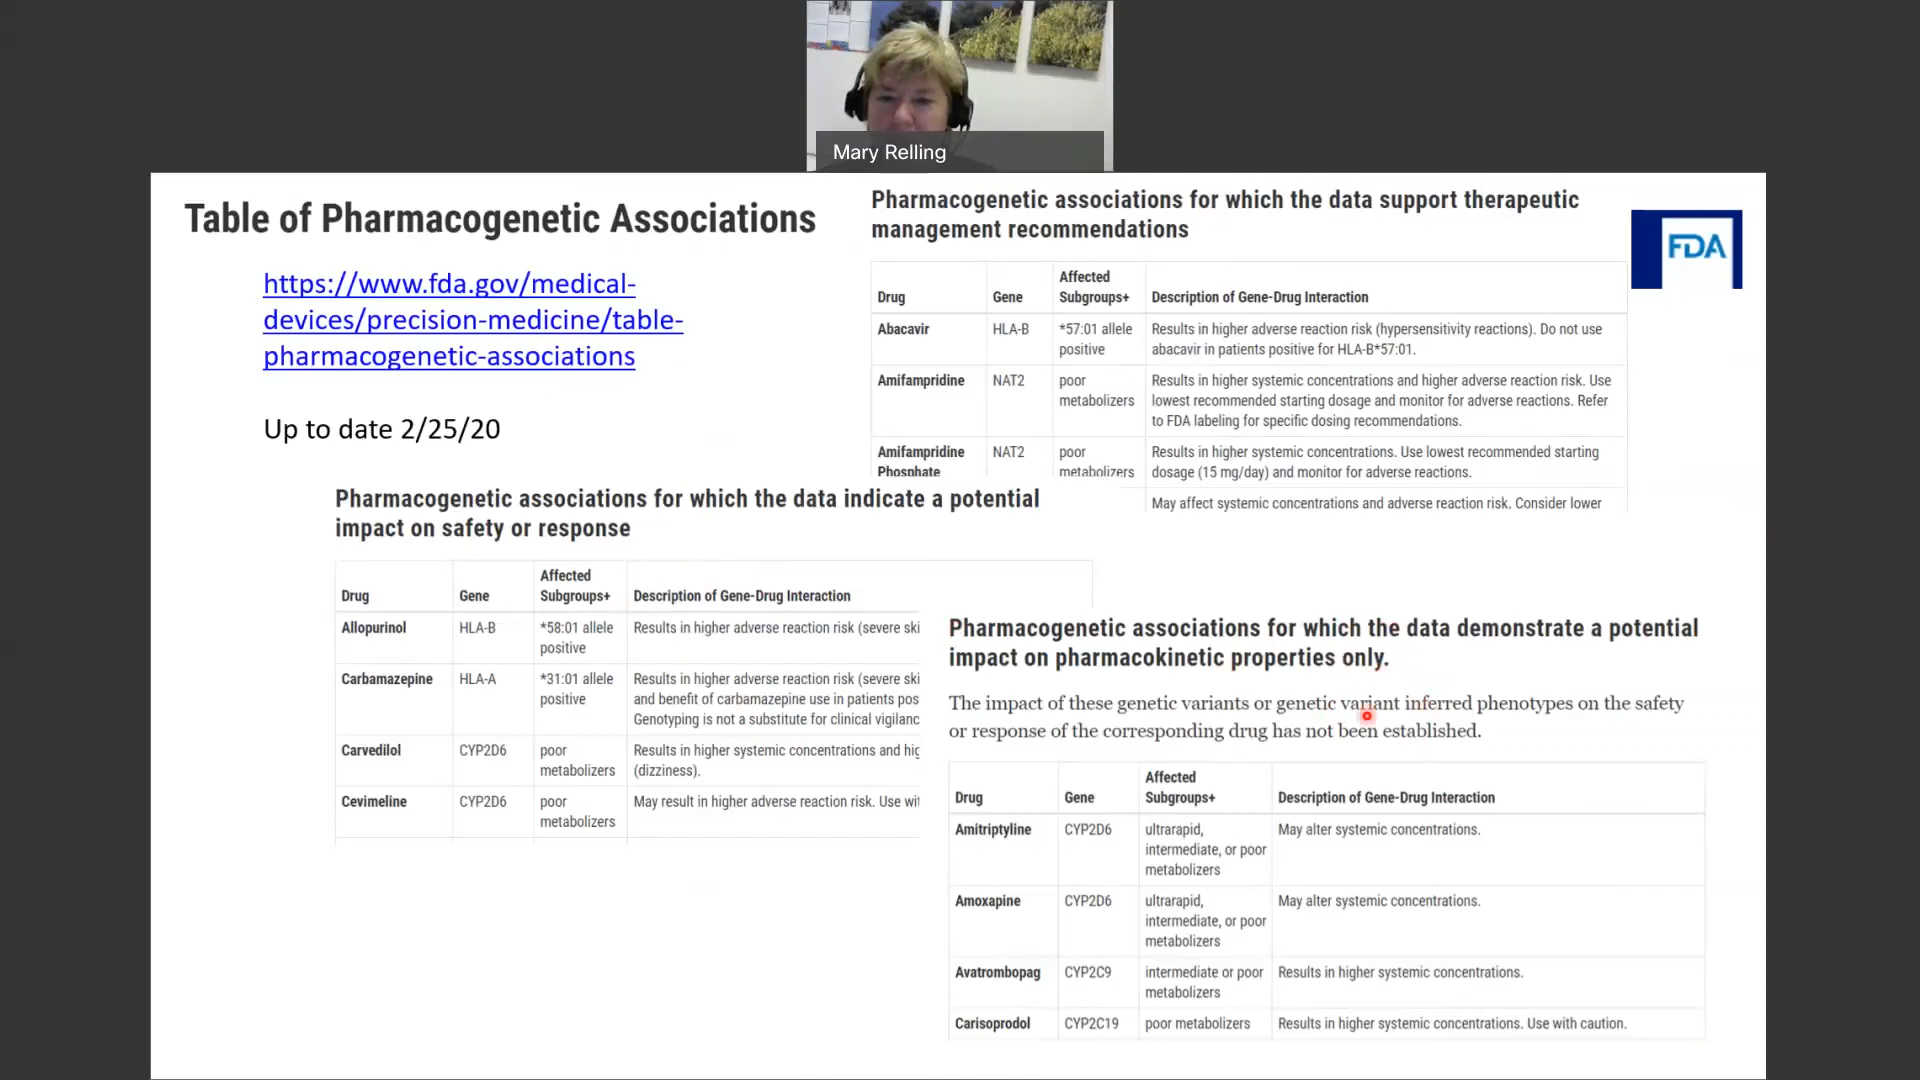 Mary Relling
Table of Pharmacogenetic Associations
https://www.fda.gov/medical-
devices/precision-medicine/table-
pharmacogenetic-associations
Up to date 2/25/20
Pharmacogenetic associations for which the data support therapeutic
management recommendations
FDA
Drug Gene Affected Subgroups+ Description of Gene-Drug Interaction
Abacavir HLA-B *57:01 allele Results in higher adverse reaction risk (hypersensitivity reactions). Do not use
positive abacavir in patients positive for HLA-B*57:01.
Amifampridine NAT2 poor Results in higher systemic concentrations and higher adverse reaction risk. Use
metabolizers lowest recommended starting dosage and monitor for adverse reactions. Refer
to FDA labeling for specific dosing recommendations.
Amifampridine NAT2 poor Results in higher systemic concentrations. Use lowest recommended starting
Phosphate metabolizers dosage (15 mg/day) and monitor for adverse reactions.
May affect systemic concentrations and adverse reaction risk. Consider lower
Pharmacogenetic associations for which the data indicate a potential
impact on safety or response
Drug Gene Affected Subgroups+ Description of Gene-Drug Interaction
Allopurinol HLA-B *58:01 allele Results in higher adverse reaction risk (severe ski
positive
Carbamazepine HLA-A *31:01 allele Results in higher adverse reaction risk (severe ski
positive and benefit of carbamazepine use in patients pos
Genotyping is not a substitute for clinical vigilanc
Carvedilol CYP2D6 poor Results in higher systemic concentrations and hig
metabolizers (dizziness).
Cevimeline CYP2D6 poor May result in higher adverse reaction risk. Use wit
metabolizers
Pharmacogenetic associations for which the data demonstrate a potential
impact on pharmacokinetic properties only.
The impact of these genetic variants or genetic variant inferred phenotypes on the safety
or response of the corresponding drug has not been established.
Drug Gene Affected Subgroups+ Description of Gene-Drug Interaction
Amitriptyline CYP2D6 ultrarapid, May alter systemic concentrations.
intermediate, or poor
metabolizers
Amoxapine CYP2D6 ultrarapid, May alter systemic concentrations.
intermediate, or poor
metabolizers
Avatrombopag CYP2C9 intermediate or poor Results in higher systemic concentrations.
metabolizers
Carisoprodol CYP2C19 poor metabolizers Results in higher systemic concentrations. Use with caution.